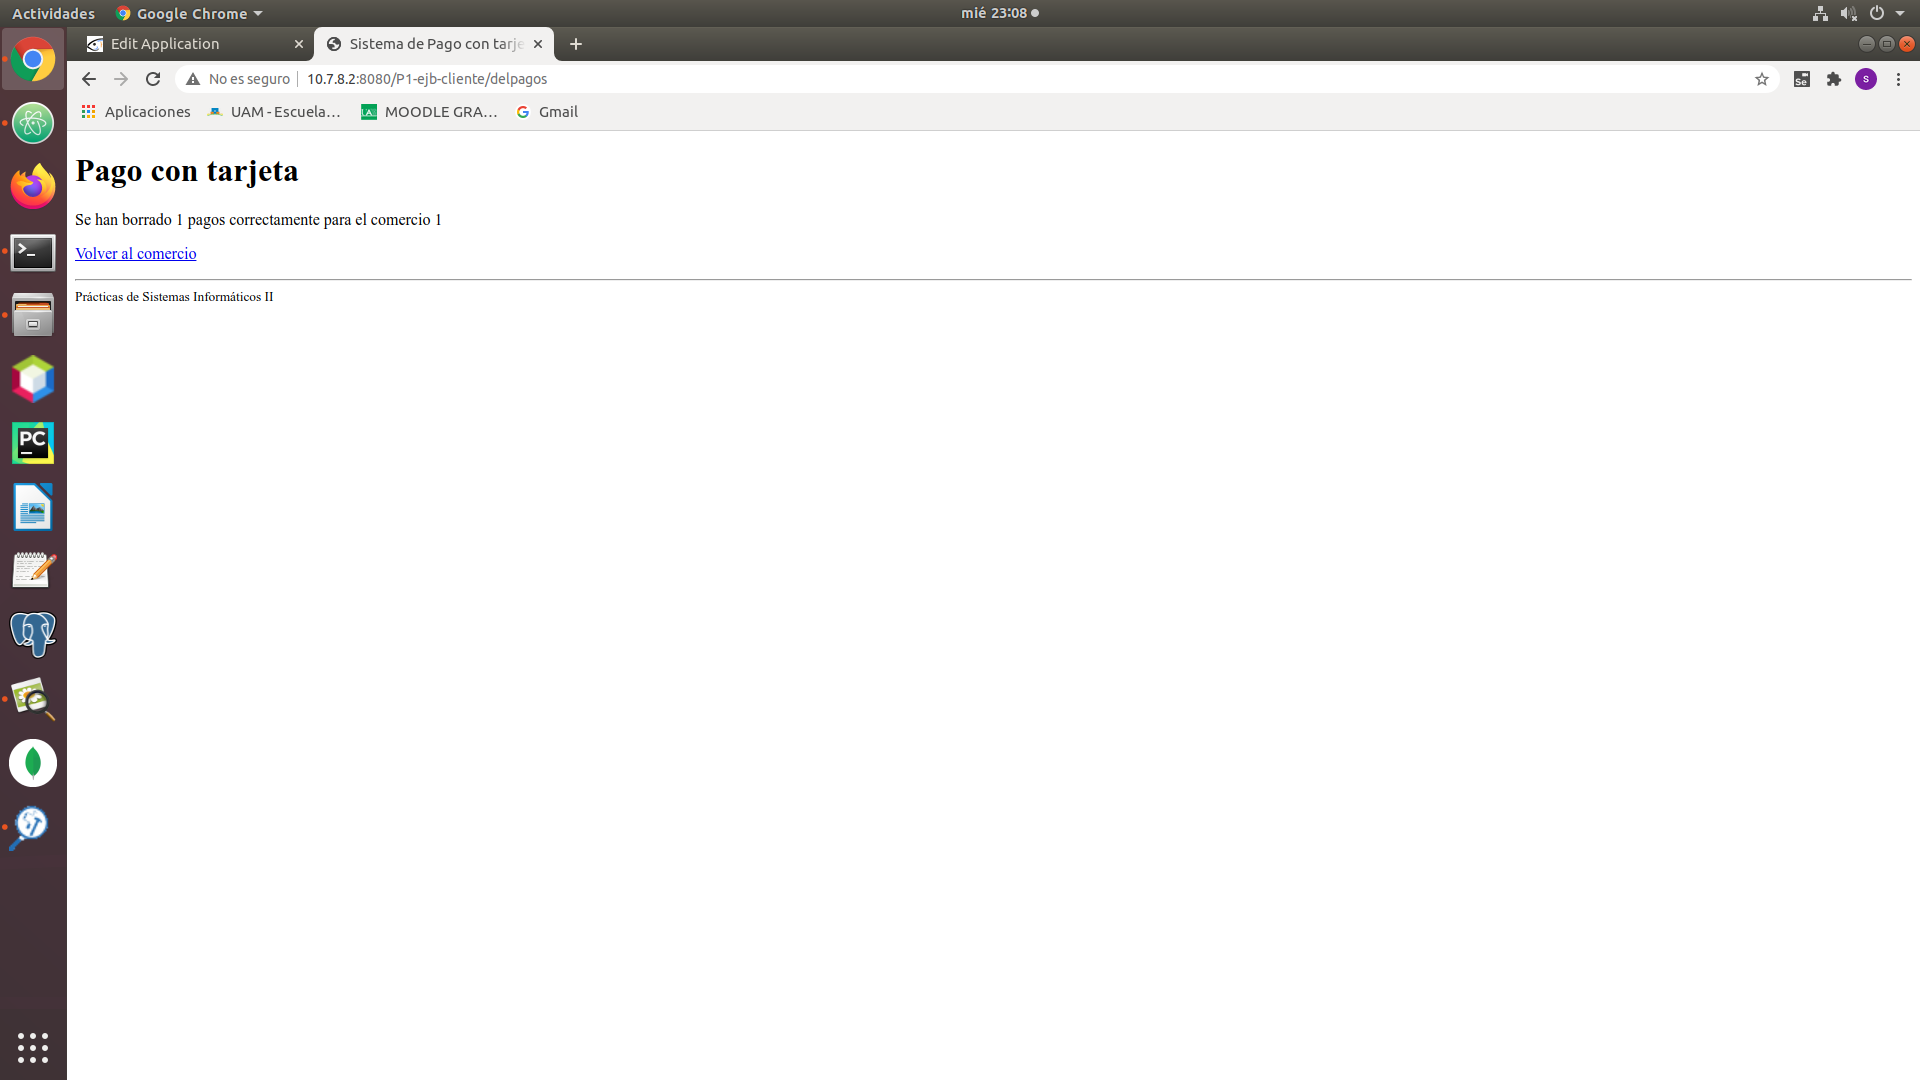 Actividades Google Chrome mié 23:08
Edit Application Sistema de Pago con tarje
No es seguro 10.7.8.2:8080/P1-ejb-cliente/delpagos Se S
Aplicaciones UAM - Escuela… MOODLE GRA… Gmail
Pago con tarjeta
Se han borrado 1 pagos correctamente para el comercio 1
Volver al comercio
Prácticas de Sistemas Informáticos II
PC